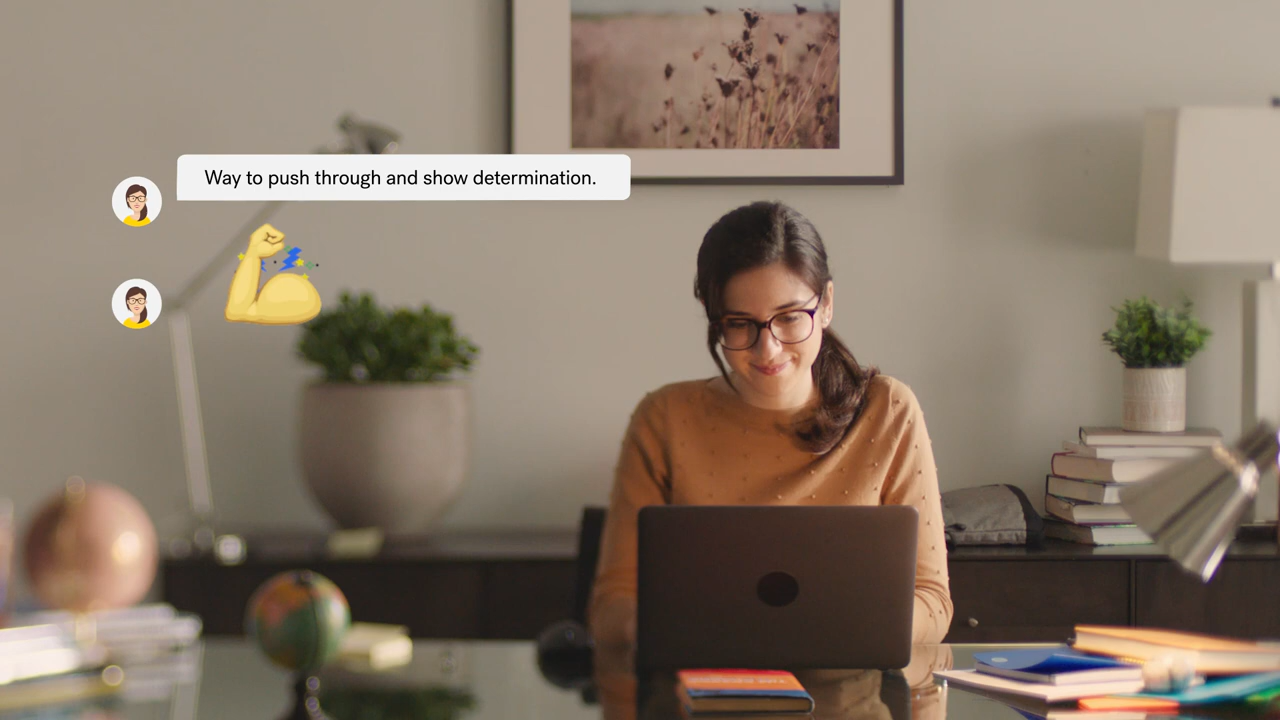 Way to push through and show determination.